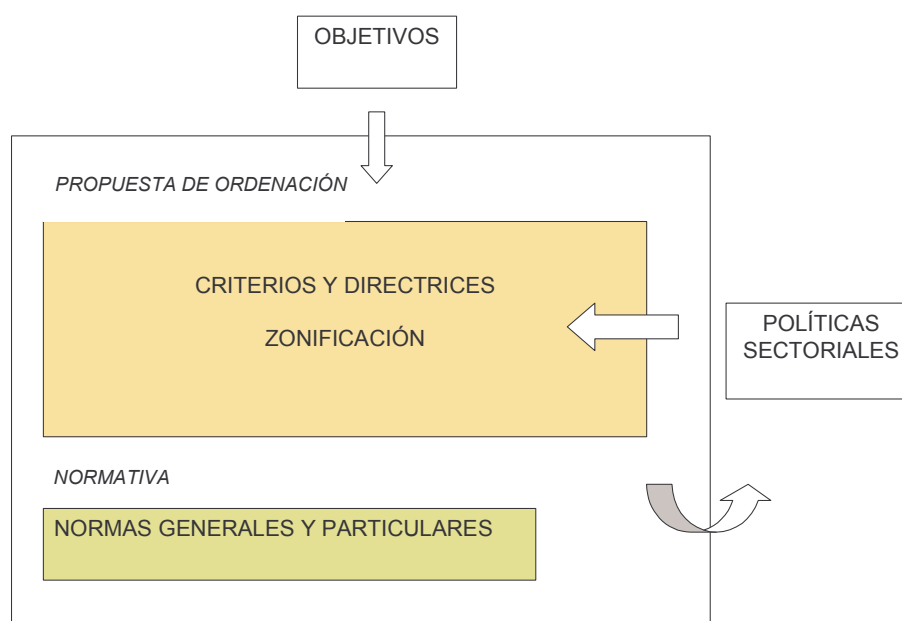 OBJETIVOS
PROPUESTA DE ORDENACIÓN
CRITERIOS Y DIRECTRICES
ZONIFICACIÓN
POLÍTICAS
SECTORIALES
NORMATIVA
NORMAS GENERALES Y PARTICULARES